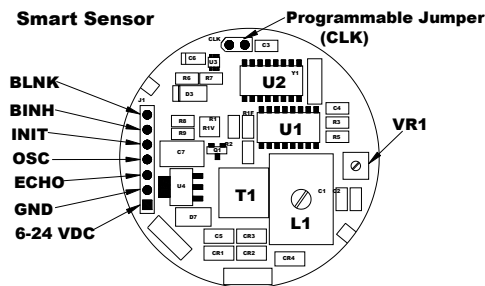 Smart Sensor
Programmable Jumper
(CLK)
CLK
C3
C6
U3
R6 R7
U2
Y1
D3
BLNK
BINH
INIT
OSC
ECHO
GND
6-24 VDC
J1
C4
R3
R5
R8
R9
R1
R1V
R1F
U1
VR1
R2
Q1
C7
U4
T1
C1
C2
L1
D7
C5 CR3
CR1 CR2
CR4